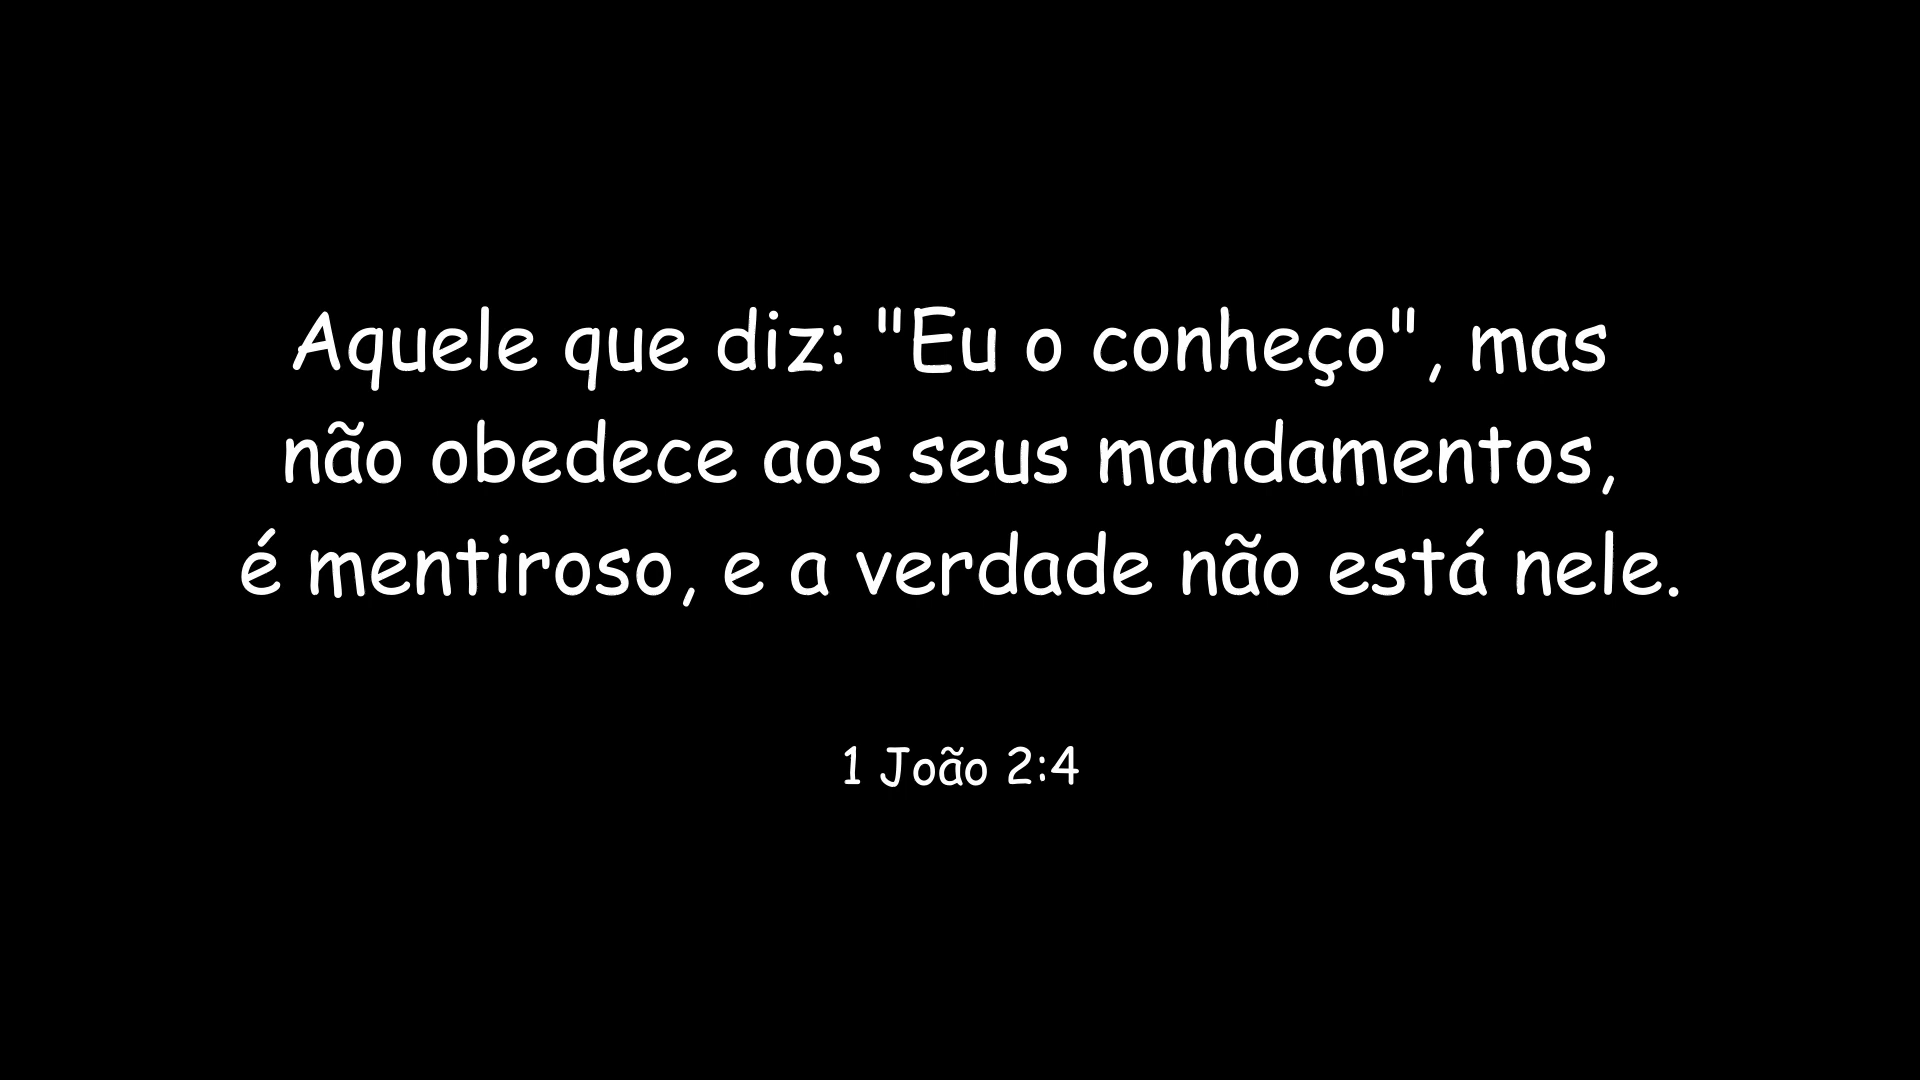 Aquele que diz: "Eu o conheço", mas
não obedece aos seus mandamentos,
é mentiroso, e a verdade não está nele.
1 João 2:4